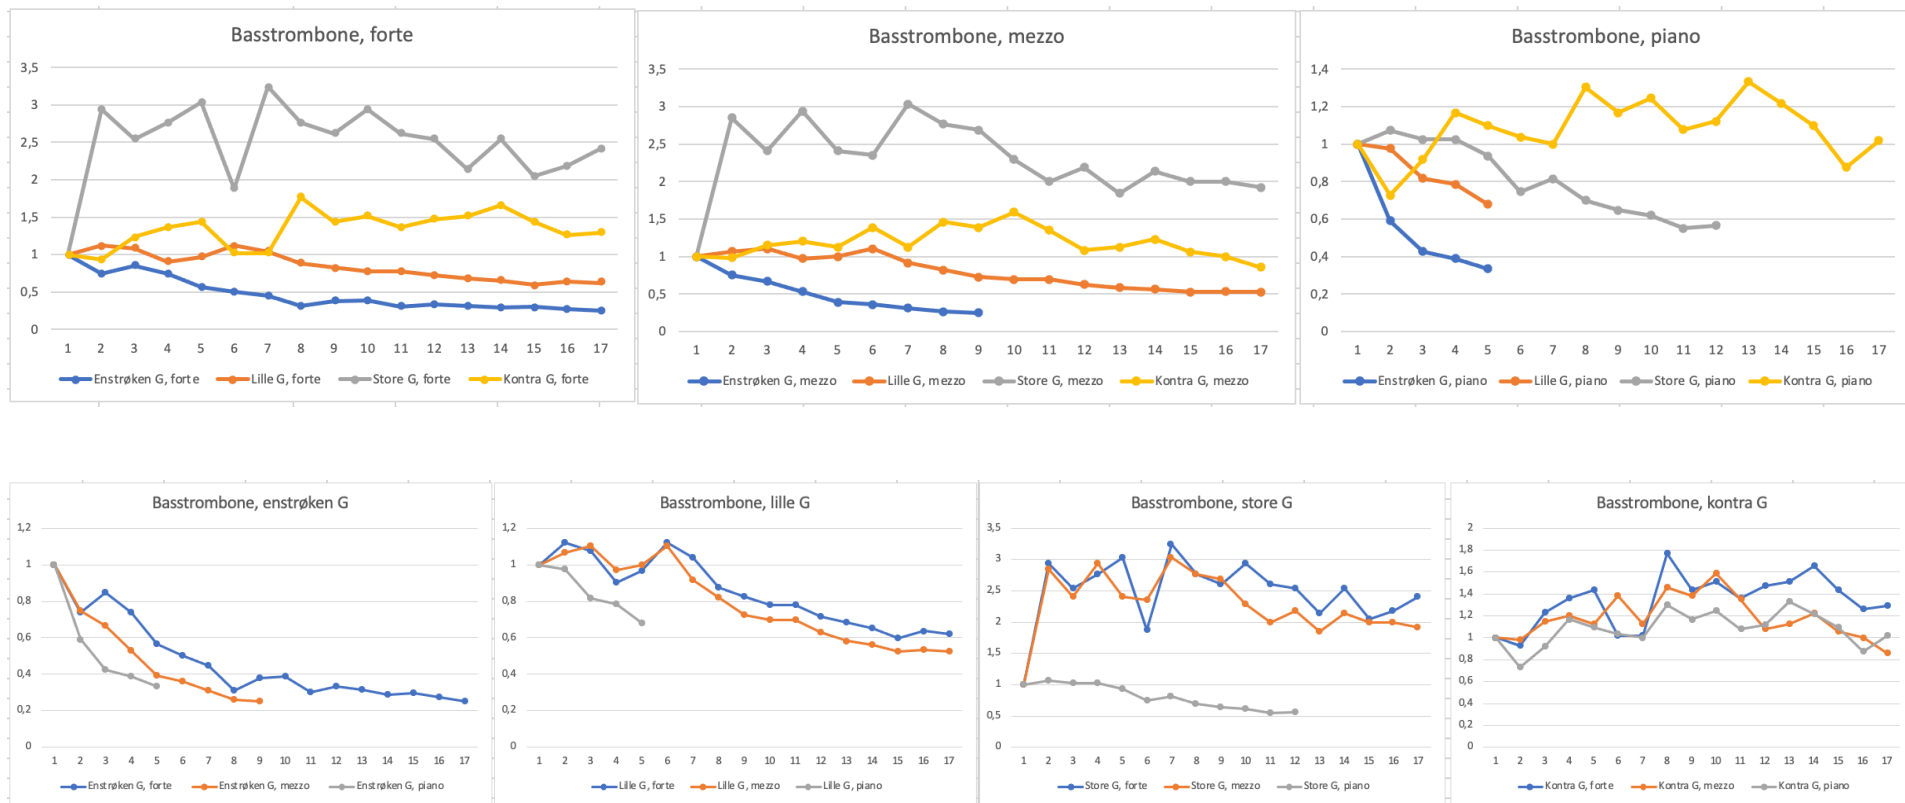 Basstrombone, forte
3,5
3
2,5
2
1,5
1
0,5
0
1 2 3 4 5 6 7 8 9 10 11 12 13 14 15 16 17
Enstrøken G, forte Lille G, forte Store G, forte Kontra G, forte
Basstrombone, mezzo
3,5
3
2,5
2
1,5
1
0,5
0
1 2 3 4 5 6 7 8 9 10 11 12 13 14 15 16 17
Enstrøken G, mezzo Lille G, mezzo Store G, mezzo Kontra G, mezzo
Basstrombone, piano
1,4
1,2
1
0,8
0,6
0,4
0,2
0
1 2 3 4 5 6 7 8 9 10 11 12 13 14 15 16 17
Enstrøken G, piano Lille G, piano Store G, piano Kontra G, piano
Basstrombone, enstrøken G
1,2
1
0,8
0,6
0,4
0,2
0
1 2 3 4 5 6 7 8 9 10 11 12 13 14 15 16 17
Enstrøken G, forte Enstrøken G, mezzo Enstrøken G, piano
Basstrombone, lille G
1,2
1
0,8
0,6
0,4
0,2
0
1 2 3 4 5 6 7 8 9 10 11 12 13 14 15 16 17
Lille G, forte Lille G, mezzo Lille G, piano
Basstrombone, store G
3,5
3
2,5
2
1,5
1
0,5
0
1 2 3 4 5 6 7 8 9 10 11 12 13 14 15 16 17
Store G, forte Store G, mezzo Store G, piano
Basstrombone, kontra G
2
1,8
1,6
1,4
1,2
1
0,8
0,6
0,4
0,2
0
1 2 3 4 5 6 7 8 9 10 11 12 13 14 15 16 17
Kontra G, forte Kontra G, mezzo Kontra G, piano